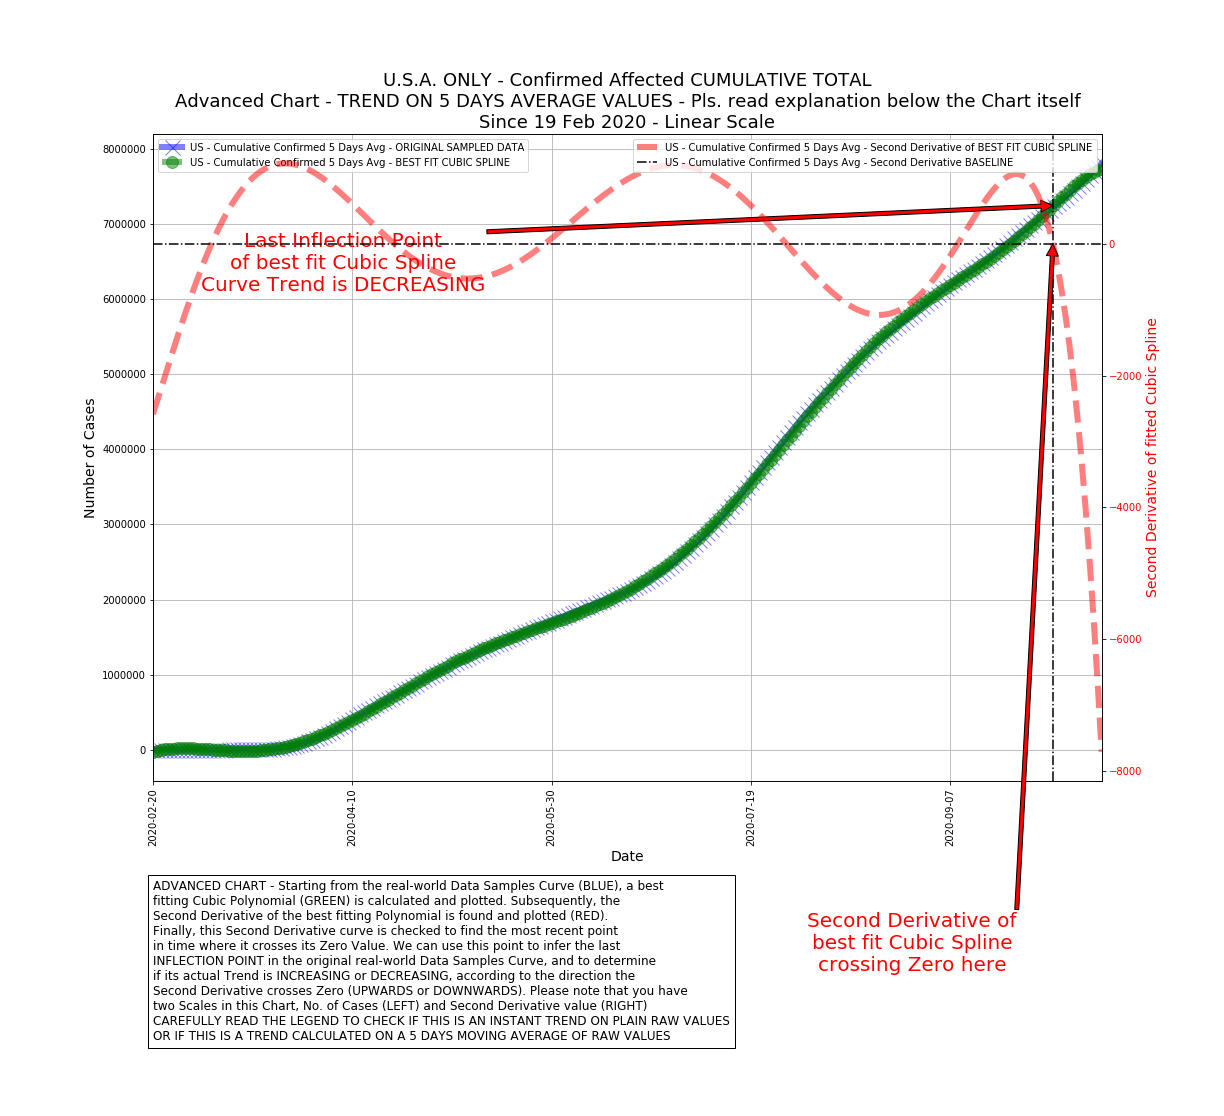 U.S.A. ONLY - Confirmed Affected CUMULATIVE TOTAL
Advanced Chart - TREND ON 5 DAYS AVERAGE VALUES - Pls. read explanation below the Chart itself
Since 19 Feb 2020 - Linear Scale
US - Cumulative Confirmed 5 Days Avg - ORIGINAL SAMPLED DATA
US - Cumulative Confirmed 5 Days Avg - BEST FIT CUBIC SPLINE
US - Cumulative Confirmed 5 Days Avg - Second Derivative of BEST FIT CUBIC SPLINE
US - Cumulative Confirmed 5 Days Avg - Second Derivative BASELINE
Last Inflection Point
of best fit Cubic Spline
Curve Trend is DECREASING
Number of Cases
8000000
7000000
6000000
5000000
4000000
3000000
2000000
1000000
0
0
−2000
−4000
−6000
−8000
Second Derivative of fitted Cubic Spline
2020-02-20
2020-04-10
2020-05-30
2020-07-19
2020-09-07
Date
Second Derivative of
best fit Cubic Spline
crossing Zero here
ADVANCED CHART - Starting from the real-world Data Samples Curve (BLUE), a best
fitting Cubic Polynomial (GREEN) is calculated and plotted. Subsequently, the
Second Derivative of the best fitting Polynomial is found and plotted (RED).
Finally, this Second Derivative curve is checked to find the most recent point
in time where it crosses its Zero Value. We can use this point to infer the last
INFLECTION POINT in the original real-world Data Samples Curve, and to determine
if its actual Trend is INCREASING or DECREASING, according to the direction the
Second Derivative crosses Zero (UPWARDS or DOWNWARDS). Please note that you have
two Scales in this Chart, No. of Cases (LEFT) and Second Derivative value (RIGHT)
CAREFULLY READ THE LEGEND TO CHECK IF THIS IS AN INSTANT TREND ON PLAIN RAW VALUES
OR IF THIS IS A TREND CALCULATED ON A 5 DAYS MOVING AVERAGE OF RAW VALUES